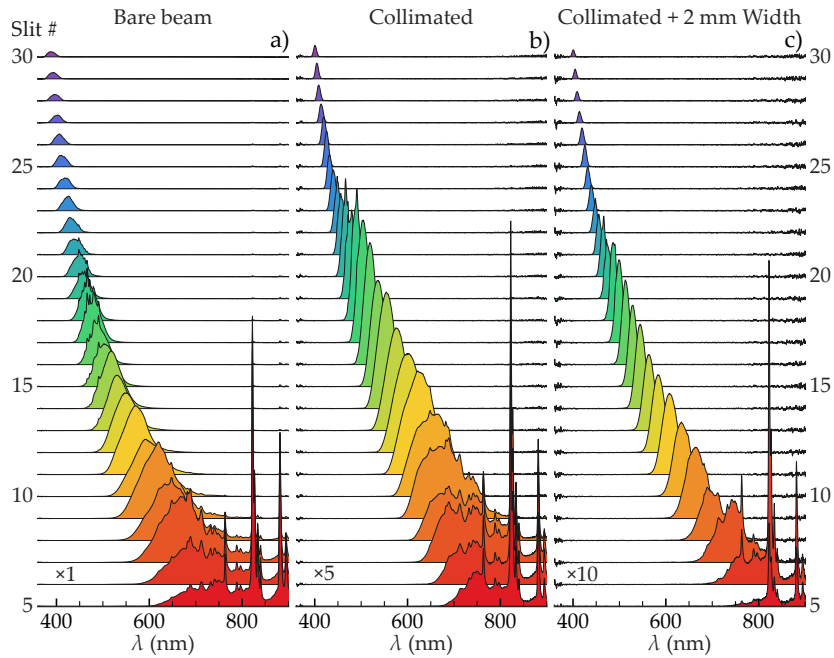 Bare beam
Collimated
Collimated + 2 mm Width
Slit #
a)
b)
c)
30
30
25
25
20
20
15
15
10
10
5
5
×1
×5
×10
400 600 800
400 600 800
400 600 800
λ (nm)
λ (nm)
λ (nm)